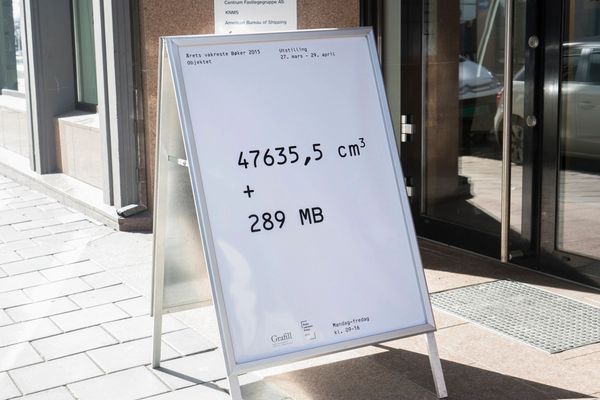 Centrum Fastlegegruppe AS
KNMS
American Bureau of Shipping
Årets vakreste Bøker 2015
Objektet
Utstilling
27. mars – 29. april
47635,5 cm³
+
289 MB
Grafill
Mandag–fredag
kl. 09–16